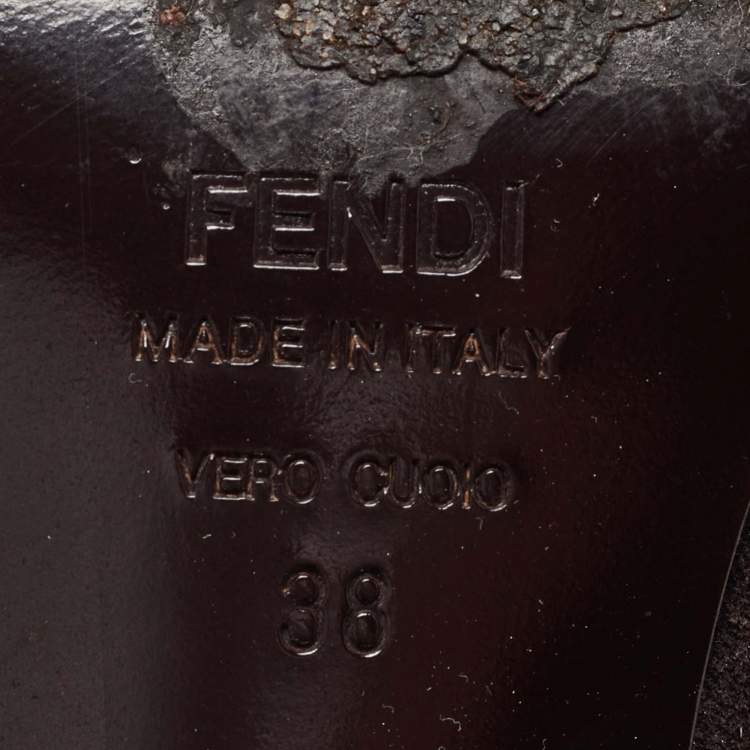 FENDI
MADE IN ITALY
VERO CUOIO
38